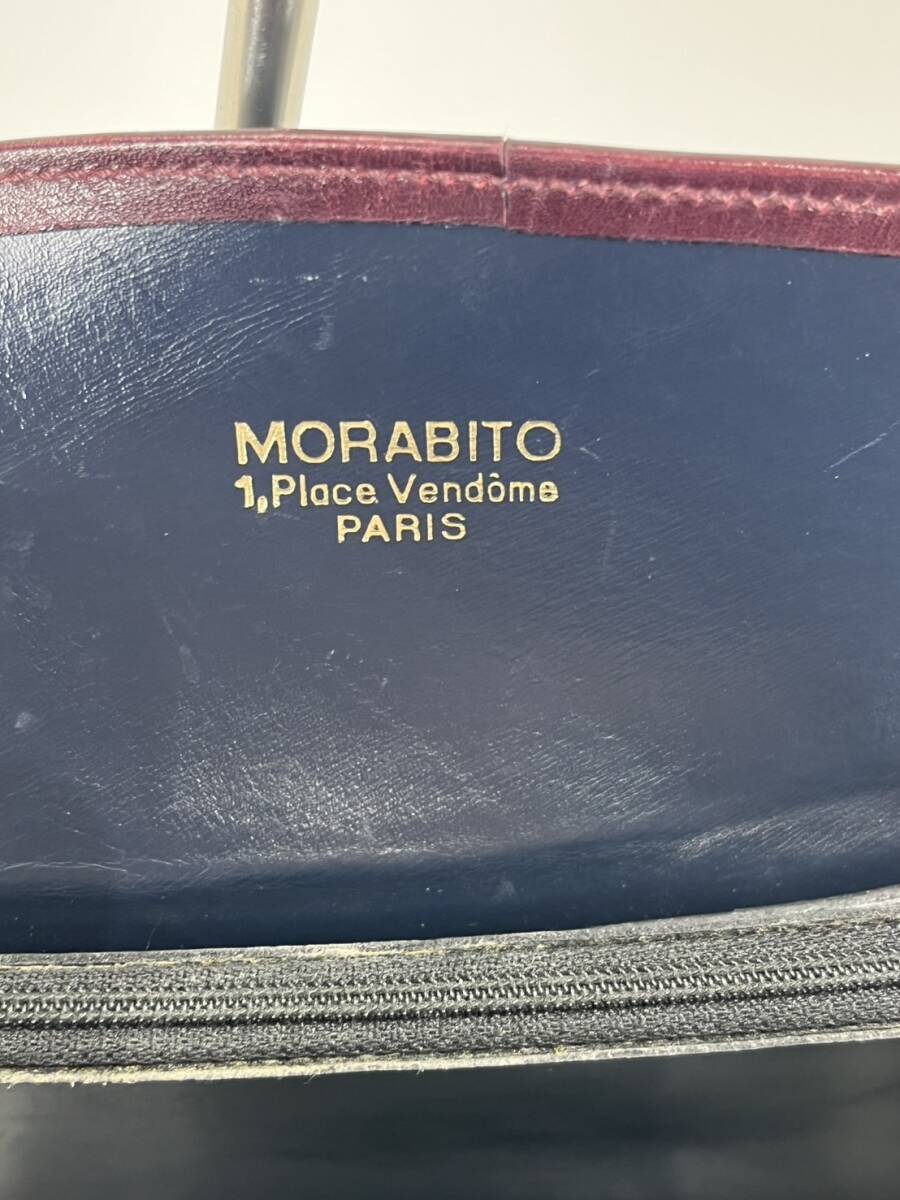 MORABITO
1, Place Vendôme
PARIS